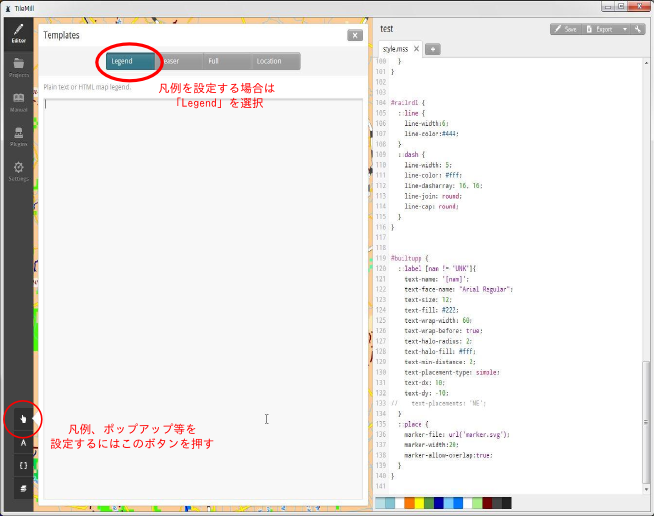 TileMill
Editor
Projects
Manual
Plugins
Settings
A
{ }
Templates
Legend
Teaser
Full
Location
Plain text or HTML map legend.
凡例を設定する場合は
「Legend」を選択
凡例、ポップアップ等を
設定するにはこのボタンを押す
test
Save
Export
style.mss
+
100 }
101 }
102
103
104 #railrdl {
105 ::line {
106 line-width:6;
107 line-color:#444;
108 }
109 ::dash {
110 line-width: 5;
111 line-color: #fff;
112 line-dasharray: 16, 16;
113 line-join: round;
114 line-cap: round;
115 }
116 }
117
118
119 #builtupp {
120 ::label [nam != 'UNK']{
121 text-name: '[nam]';
122 text-face-name: "Arial Regular";
123 text-size: 12;
124 text-fill: #222;
125 text-wrap-width: 60;
126 text-wrap-before: true;
127 text-halo-radius: 2;
128 text-halo-fill: #fff;
129 text-min-distance: 2;
130 text-placement-type: simple;
131 text-dx: 10;
132 text-dy: -10;
133 // text-placements: 'NE';
134 }
135 ::place {
136 marker-file: url('marker.svg');
137 marker-width:20;
138 marker-allow-overlap:true;
139 }
140 }
141